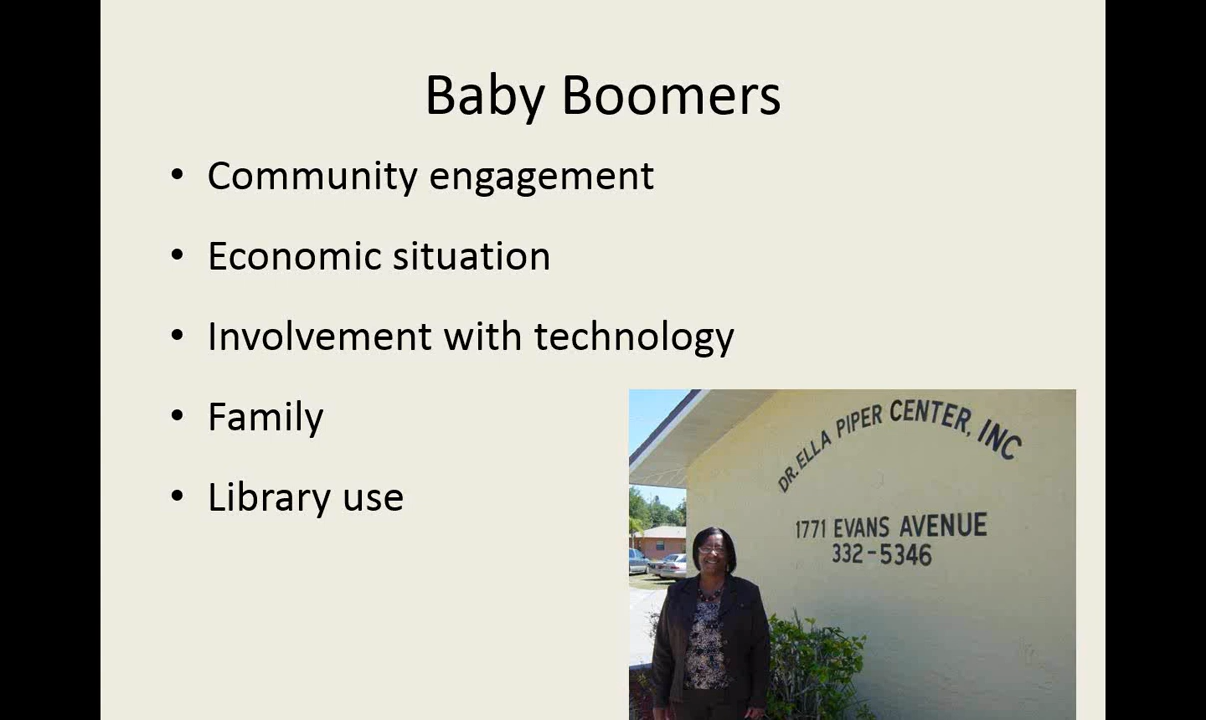 Baby Boomers
• Community engagement
• Economic situation
• Involvement with technology
• Family
• Library use
DR. ELLA PIPER CENTER, INC
1771 EVANS AVENUE
332-5346